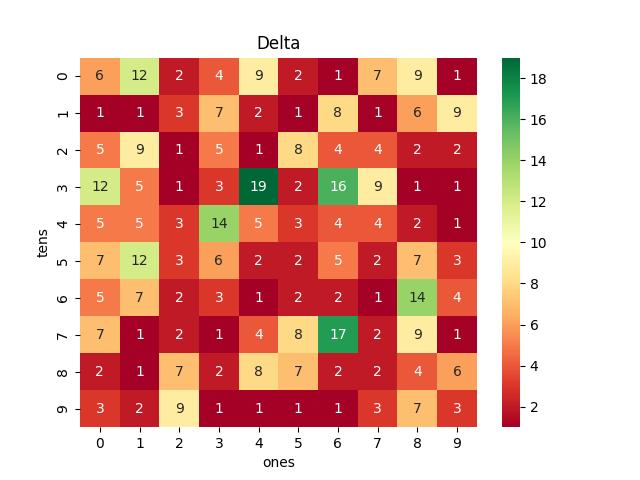 Delta
0 6 12 2 4 9 2 1 7 9 1
1 1 1 3 7 2 1 8 1 6 9
2 5 9 1 5 1 8 4 4 2 2
3 12 5 1 3 19 2 16 9 1 1
4 5 5 3 14 5 3 4 4 2 1
5 7 12 3 6 2 2 5 2 7 3
6 5 7 2 3 1 2 2 1 14 4
7 7 1 2 1 4 8 17 2 9 1
8 2 1 7 2 8 7 2 2 4 6
9 3 2 9 1 1 1 1 3 7 3
0 1 2 3 4 5 6 7 8 9
ones
tens
18
16
14
12
10
8
6
4
2